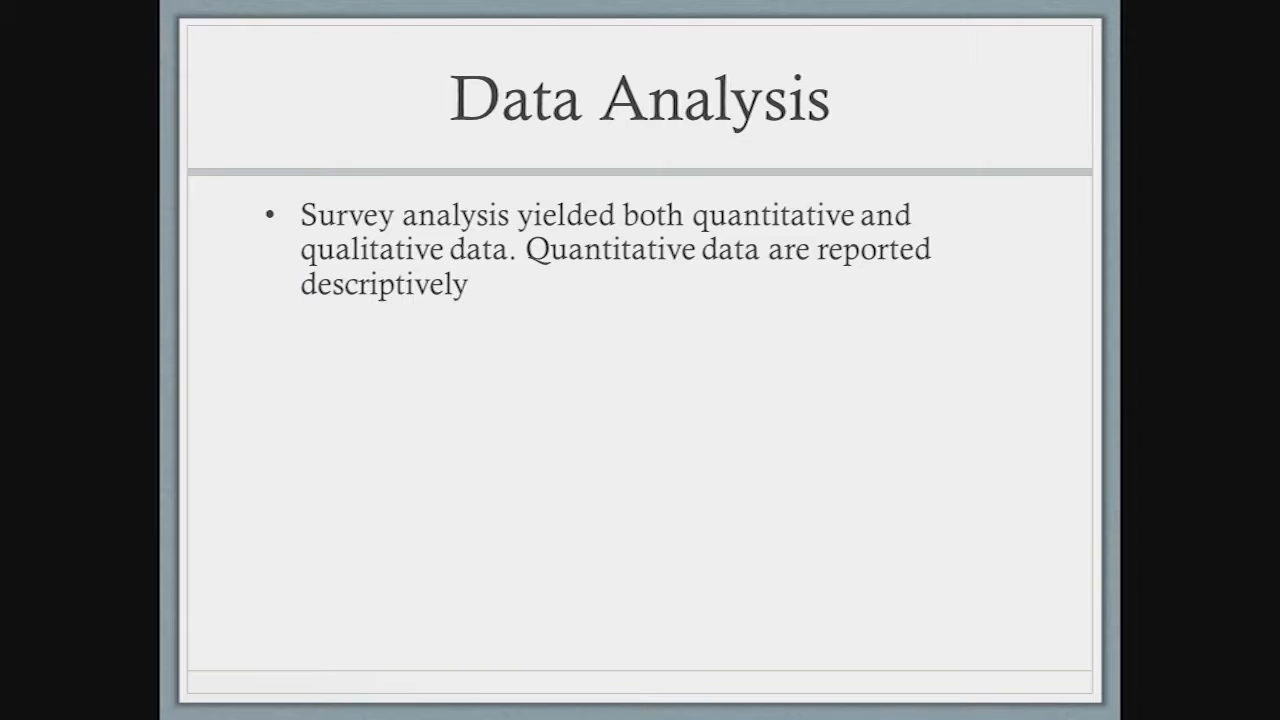 Data Analysis
• Survey analysis yielded both quantitative and
qualitative data. Quantitative data are reported
descriptively